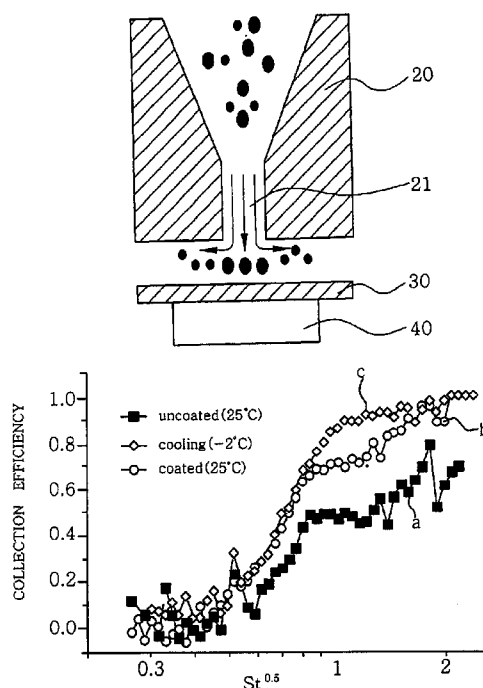 20
21
30
40
COLLECTION EFFICIENCY
1.0
0.8
0.6
0.4
0.2
0.0
uncoated (25°C)
cooling (−2°C)
coated (25°C)
c
b
a
0.3
1
2
St^0.5